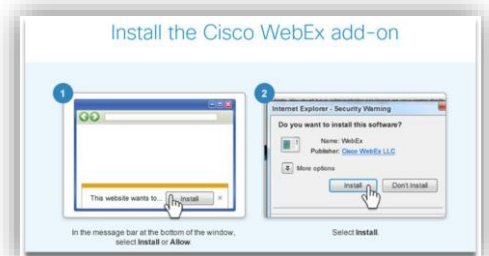 Install the Cisco WebEx add-on
1
2
This website wants to...
Install
×
Internet Explorer - Security Warning
Do you want to install this software?
Name: WebEx
Publisher: Cisco WebEx LLC
More options
Install
Don't Install
In the message bar at the bottom of the window,
select Install or Allow.
Select Install.